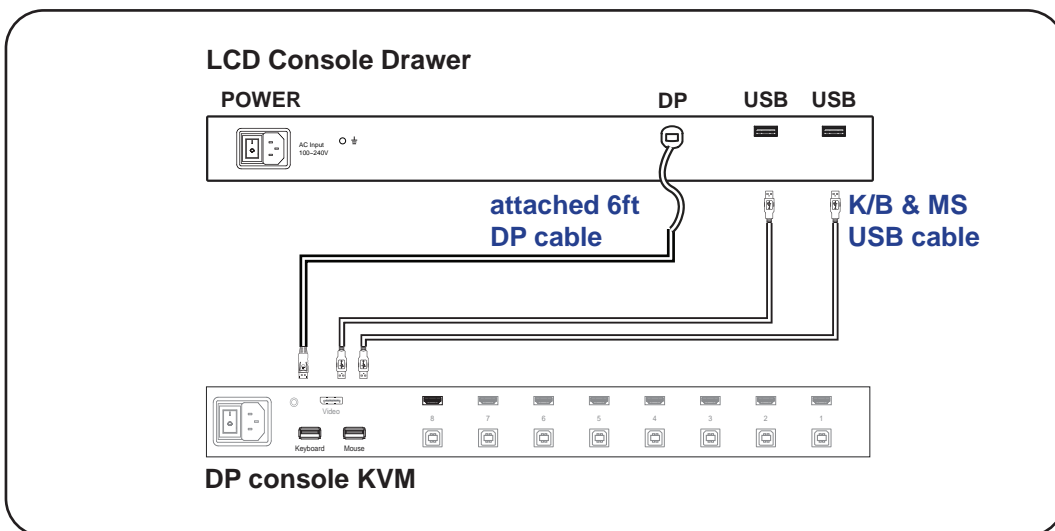 LCD Console Drawer
POWER DP USB USB
AC Input
100~240V
attached 6ft
DP cable
K/B & MS
USB cable
Video
8 7 6 5 4 3 2 1
Keyboard Mouse
DP console KVM